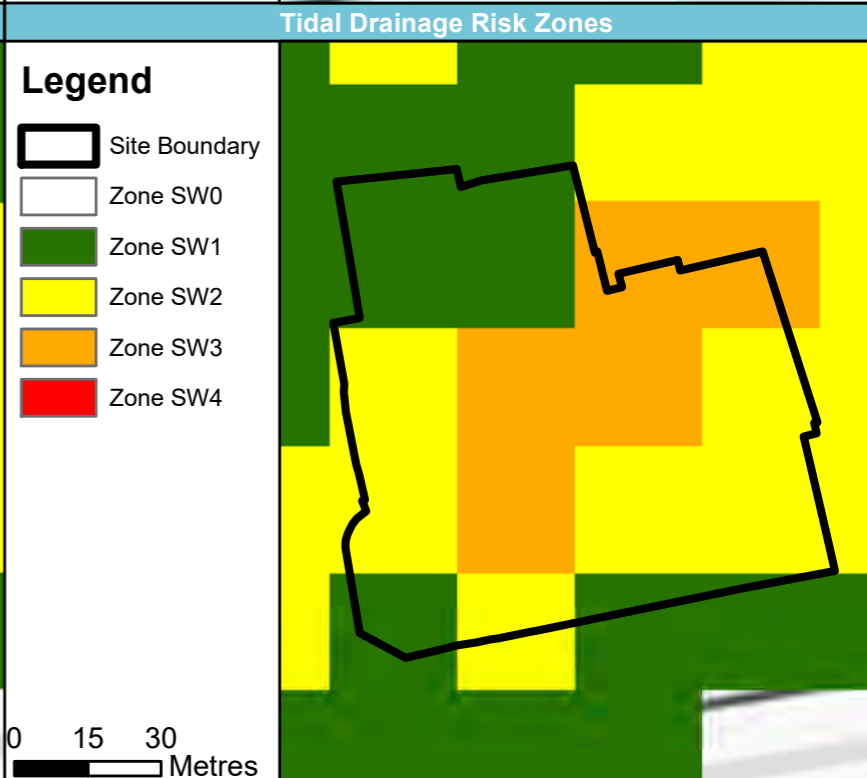 Tidal Drainage Risk Zones
Legend
Site Boundary
Zone SW0
Zone SW1
Zone SW2
Zone SW3
Zone SW4
0 15 30
Metres